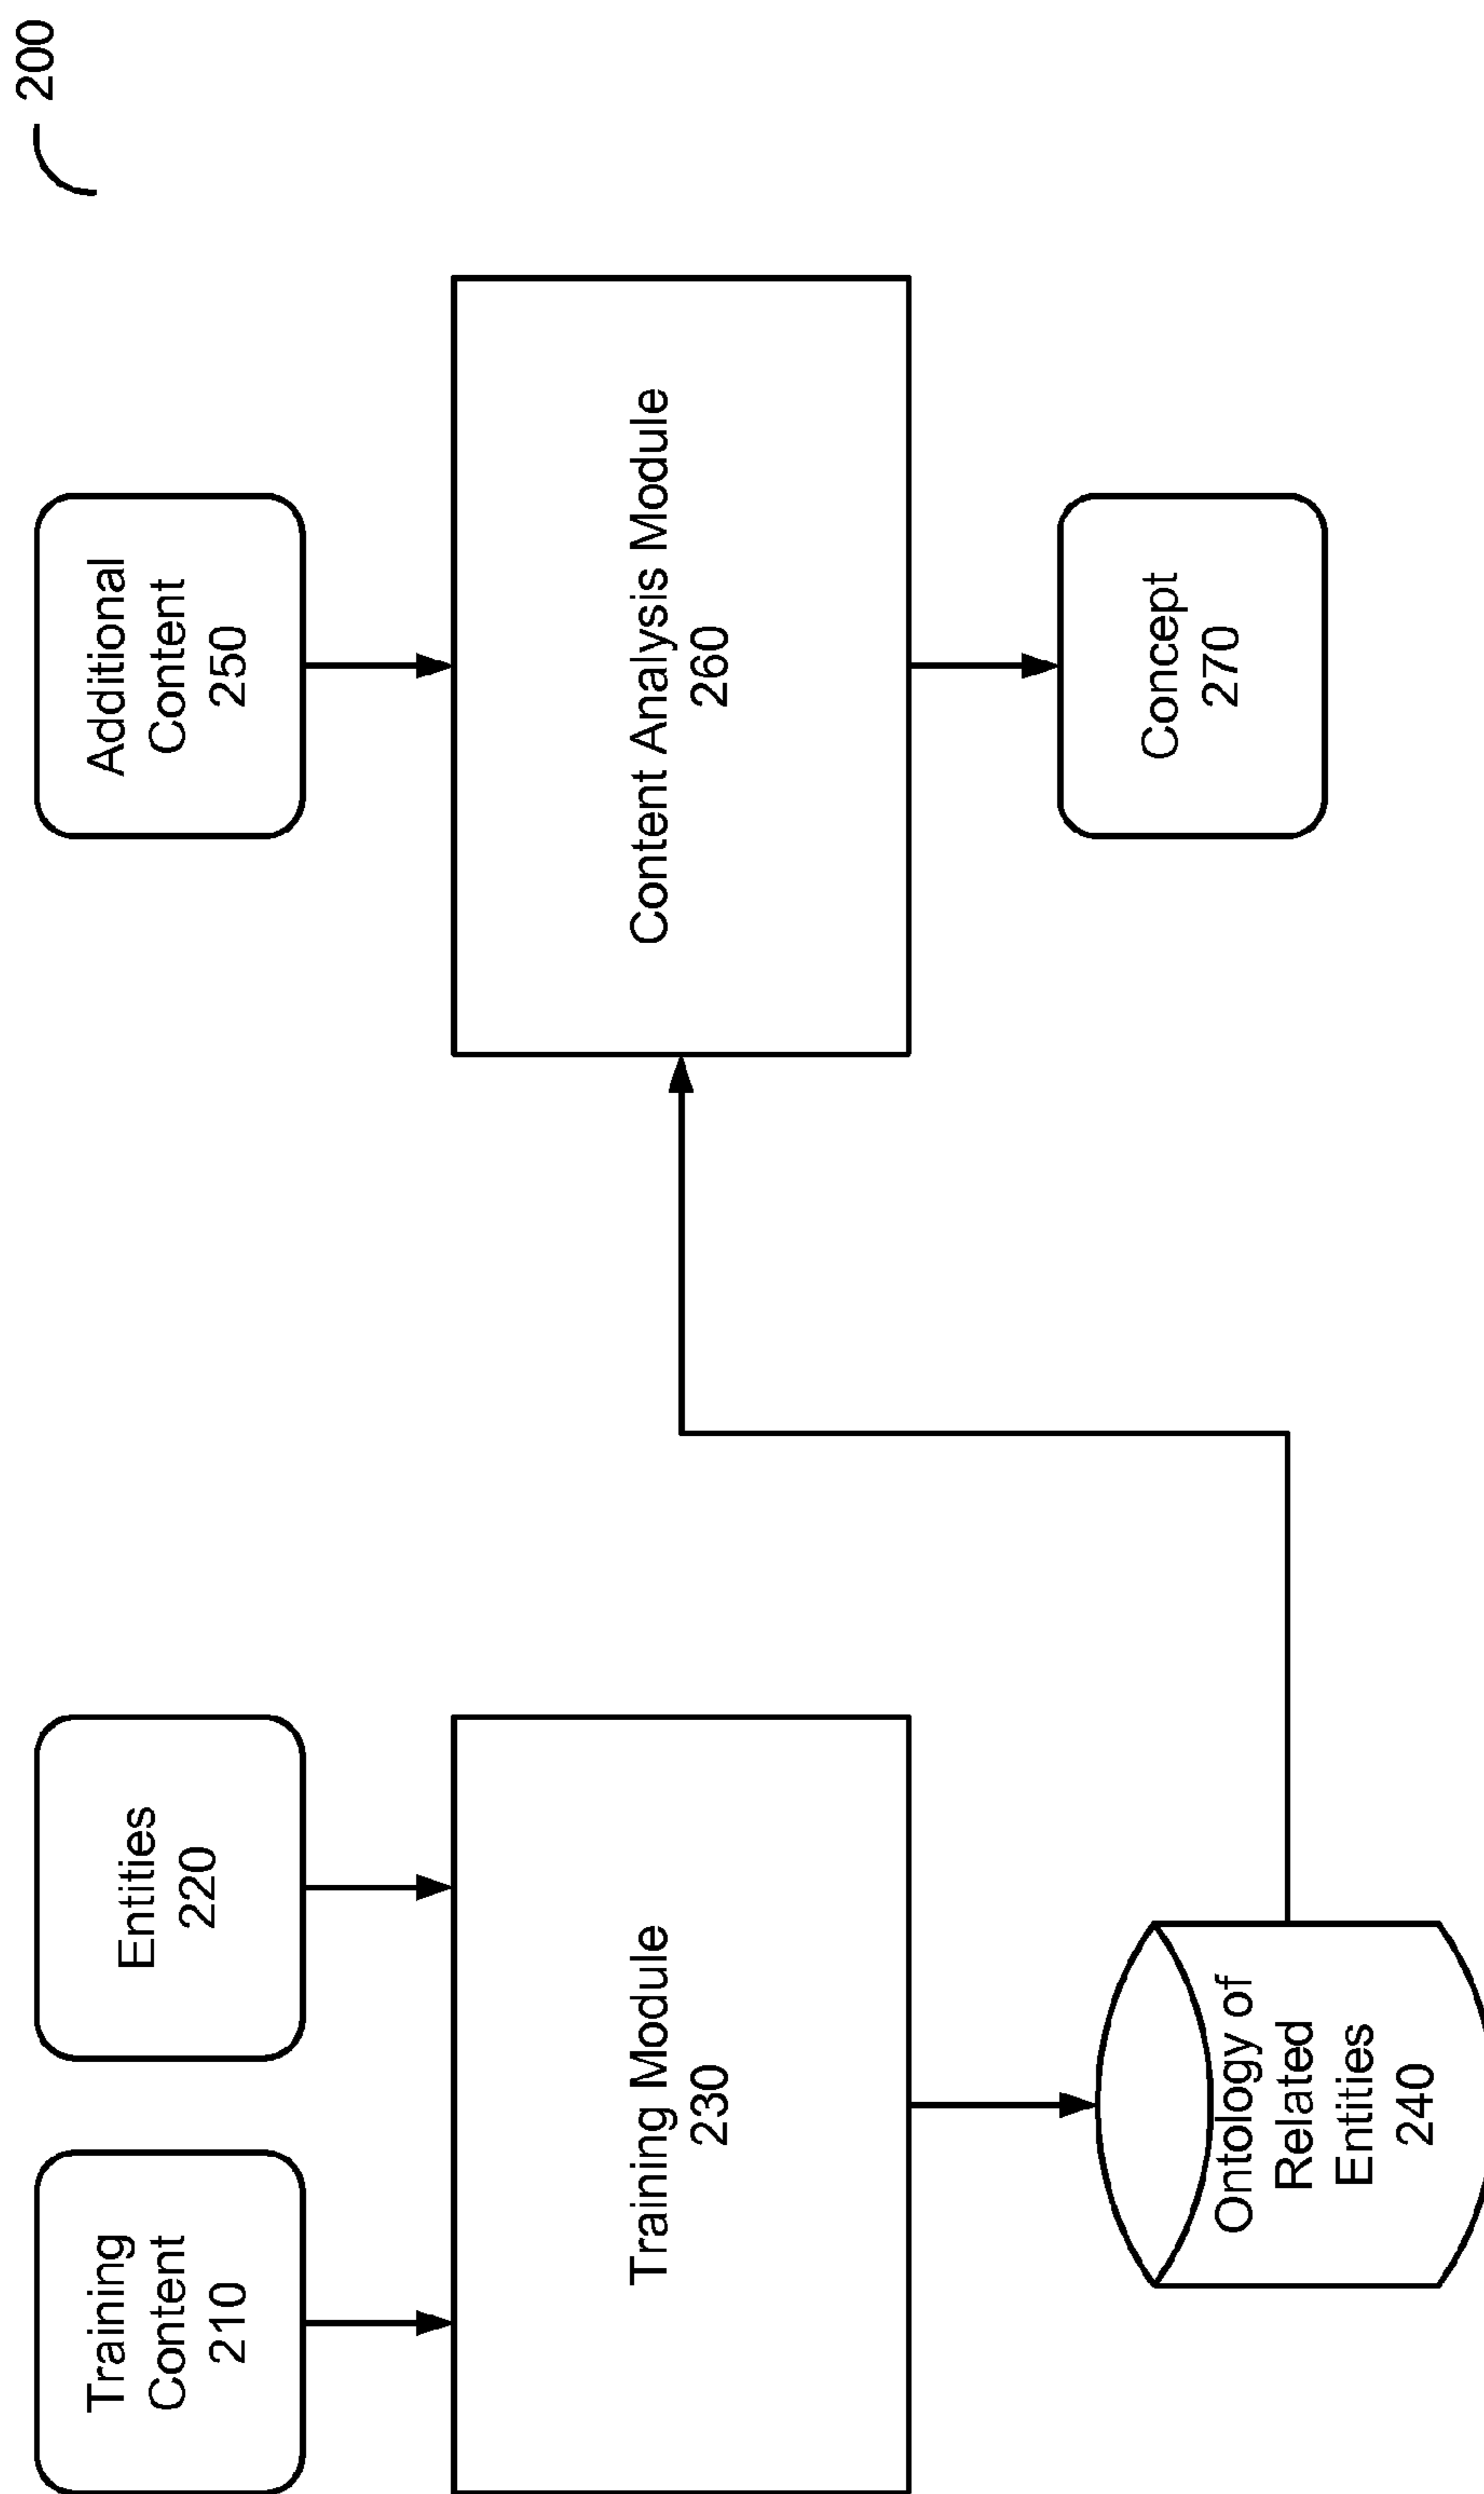 200
Training
Content
210
Entities
220
Additional
Content
250
Training Module
230
Content Analysis Module
260
Ontology of
Related
Entities
240
Concept
270